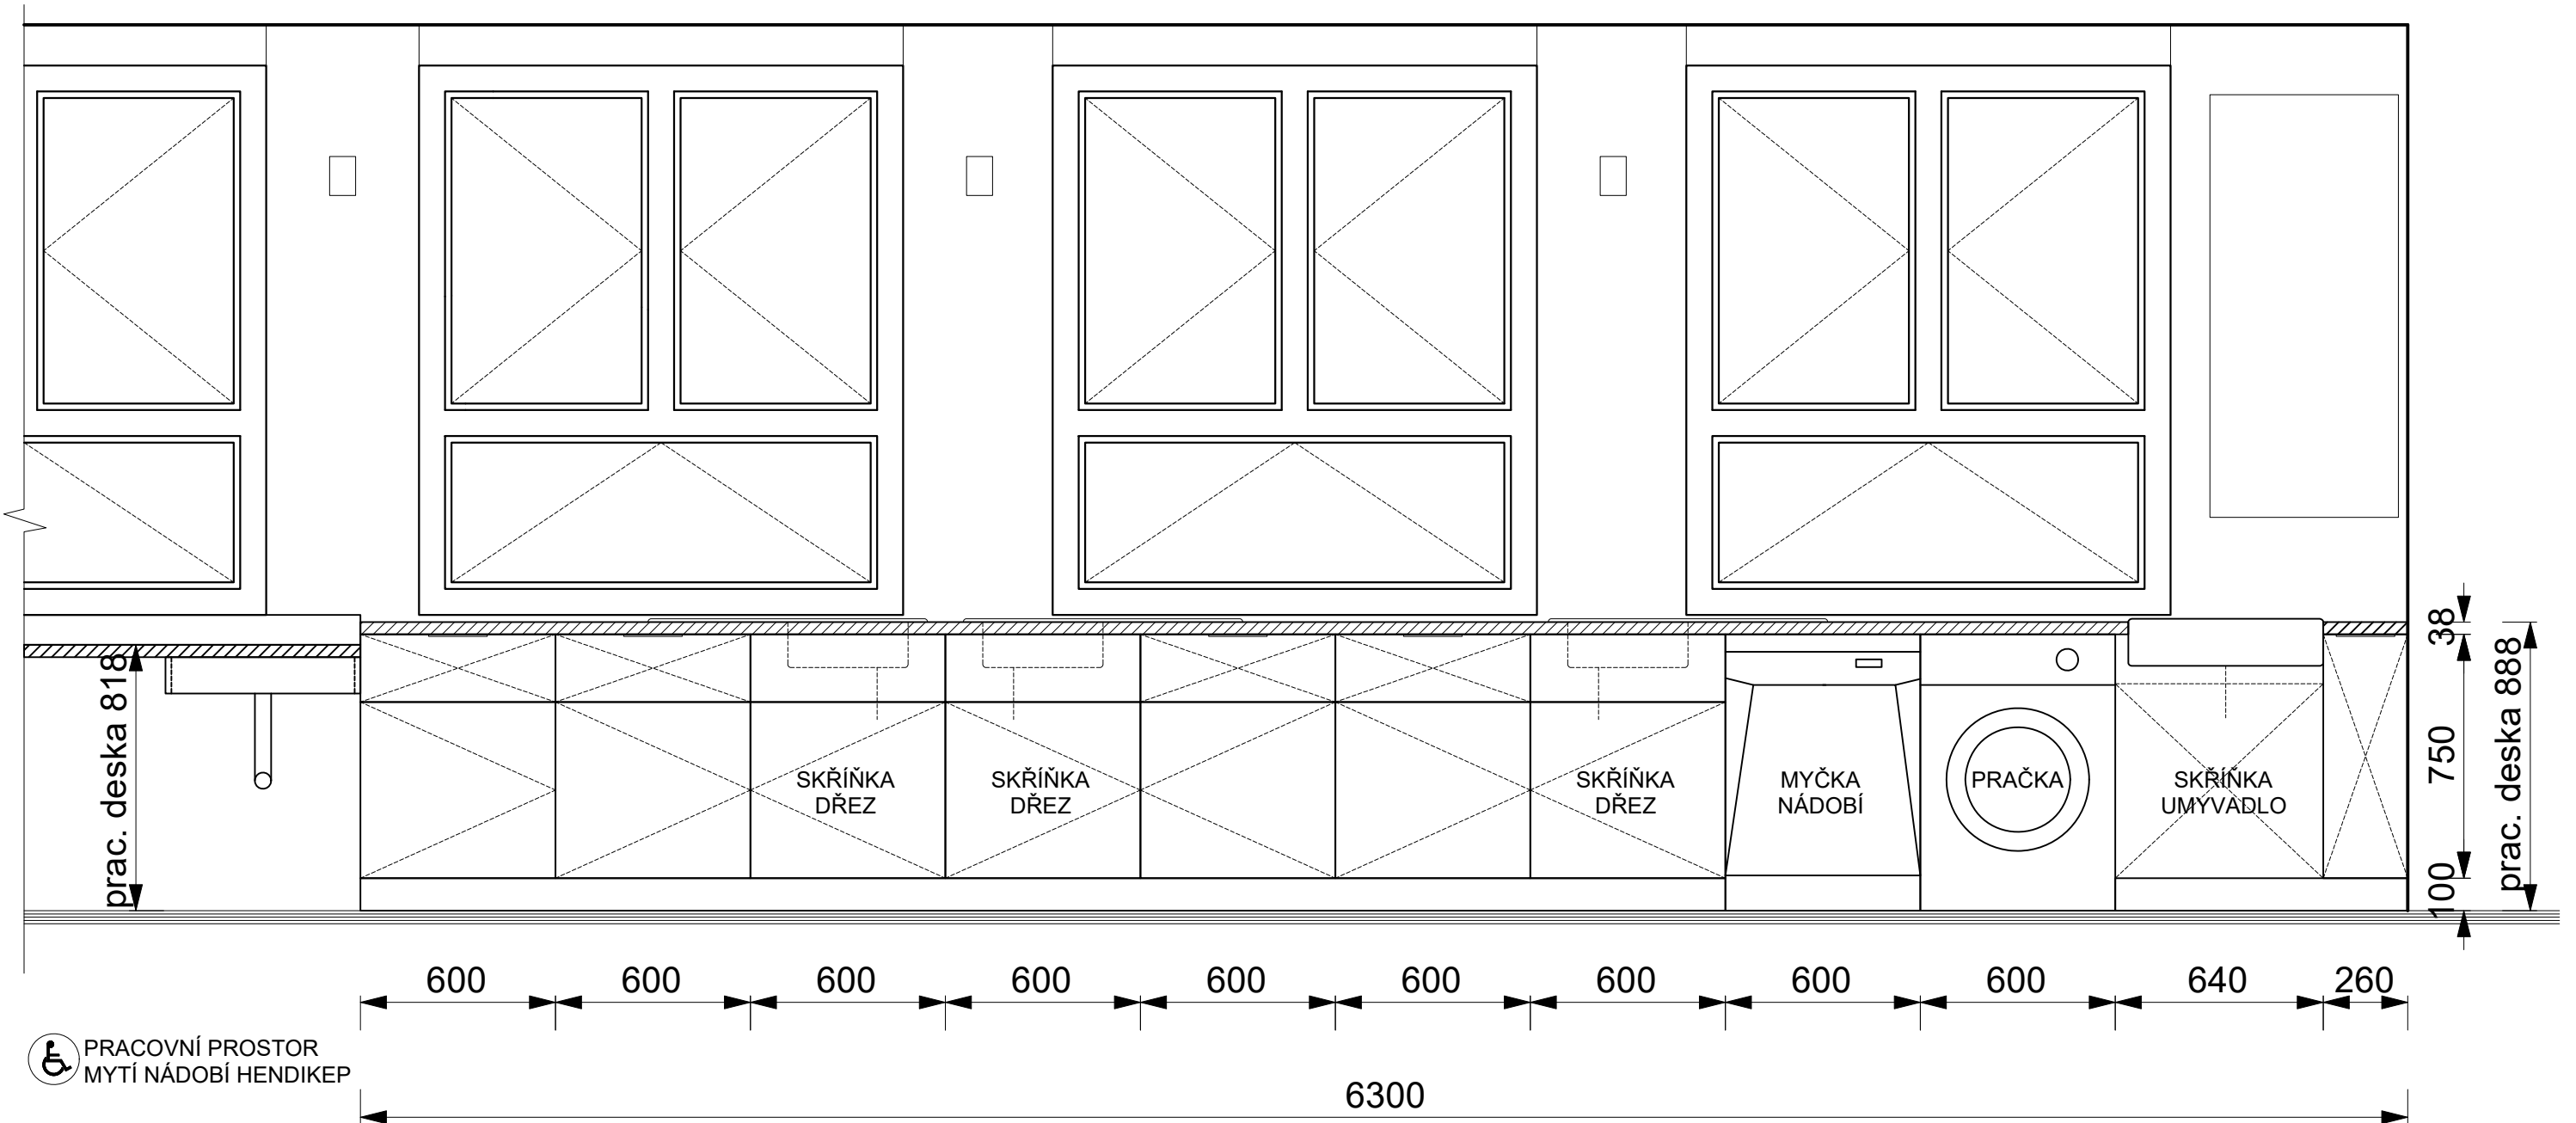 38
prac. deska 818
prac. deska 888
750
SKŘÍŇKA
DŘEZ
SKŘÍŇKA
DŘEZ
SKŘÍŇKA
DŘEZ
MYČKA
NÁDOBÍ
PRAČKA
SKŘÍŇKA
UMÝVADLO
100
600
600
600
600
600
600
600
600
600
640
260
PRACOVNÍ PROSTOR
MYTÍ NÁDOBÍ HENDIKEP
6300